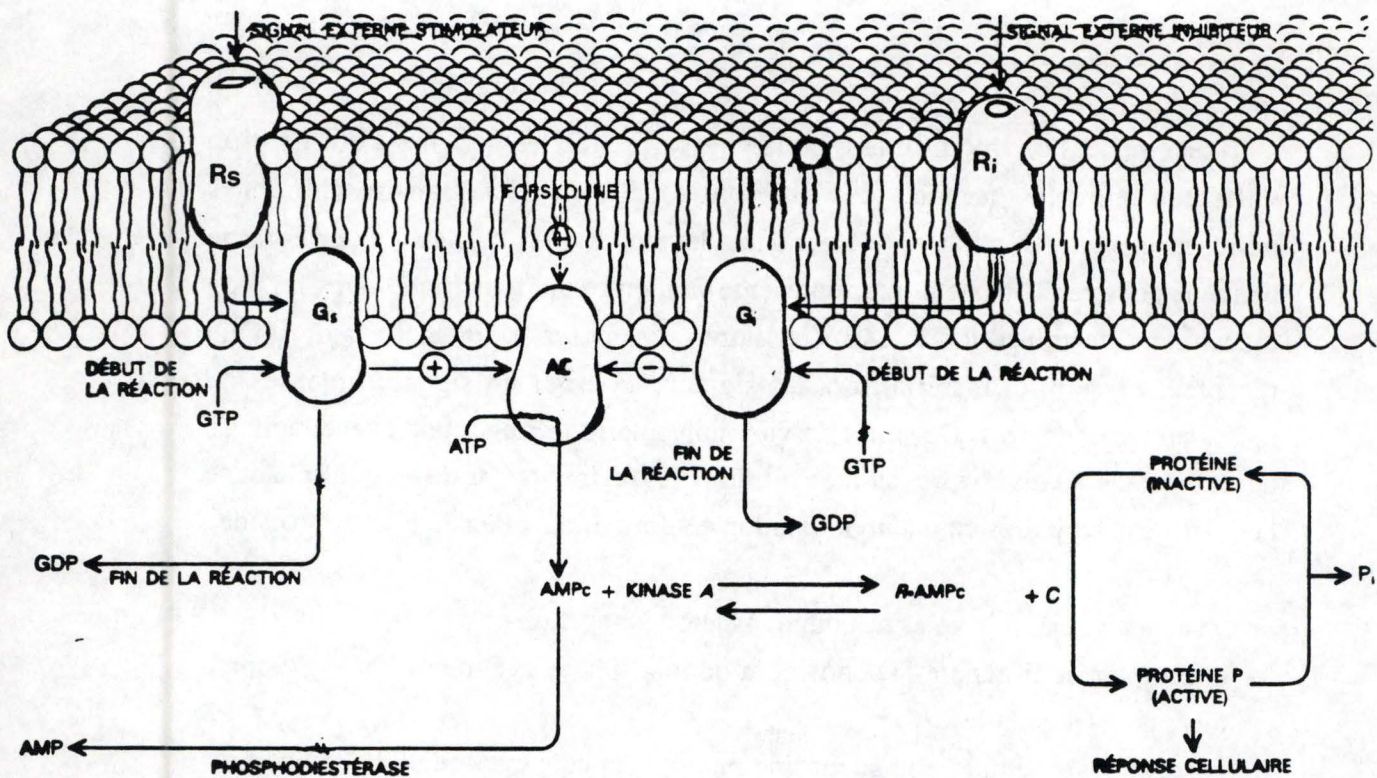 SIGNAL EXTERNE STIMULATEUR
SIGNAL EXTERNE INHIBITEUR
Rs
Ri
FORSKOLINE
+
Gs
Gi
DÉBUT DE
LA RÉACTION
+
AC
−
DÉBUT DE LA RÉACTION
GTP
ATP
FIN DE
LA RÉACTION
GTP
PROTÉINE
(INACTIVE)
GDP
GDP
FIN DE LA RÉACTION
AMPc + KINASE A
R-AMPc
+ C
Pi
PROTÉINE P
(ACTIVE)
AMP
PHOSPHODIESTÉRASE
RÉPONSE CELLULAIRE